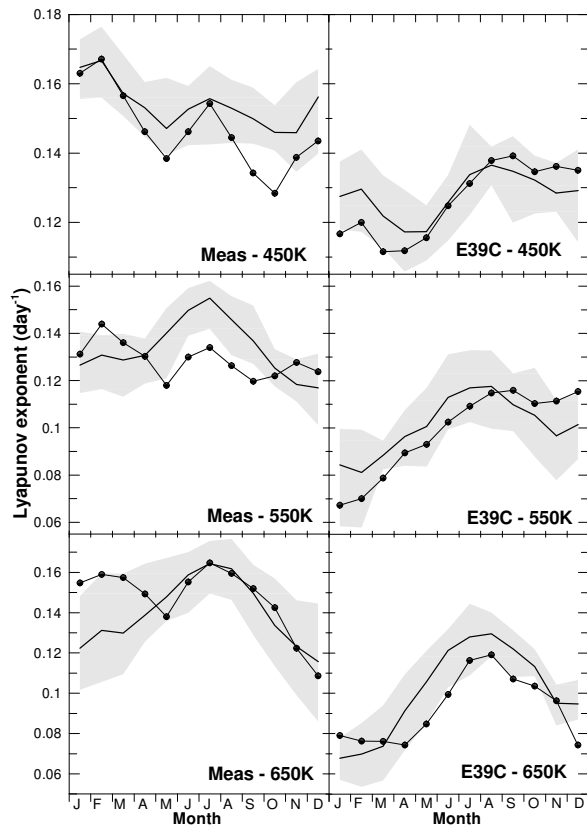 0.16
0.14
0.12
Meas - 450K
E39C - 450K
J F M A M J J A S O N D
J F M A M J J A S O N D
0.16
0.14
0.12
0.1
0.08
0.06
Lyapunov exponent (day-1)
Meas - 550K
E39C - 550K
J F M A M J J A S O N D
J F M A M J J A S O N D
0.16
0.14
0.12
0.1
0.08
0.06
Meas - 650K
E39C - 650K
J F M A M J J A S O N D
J F M A M J J A S O N D
Month
Month